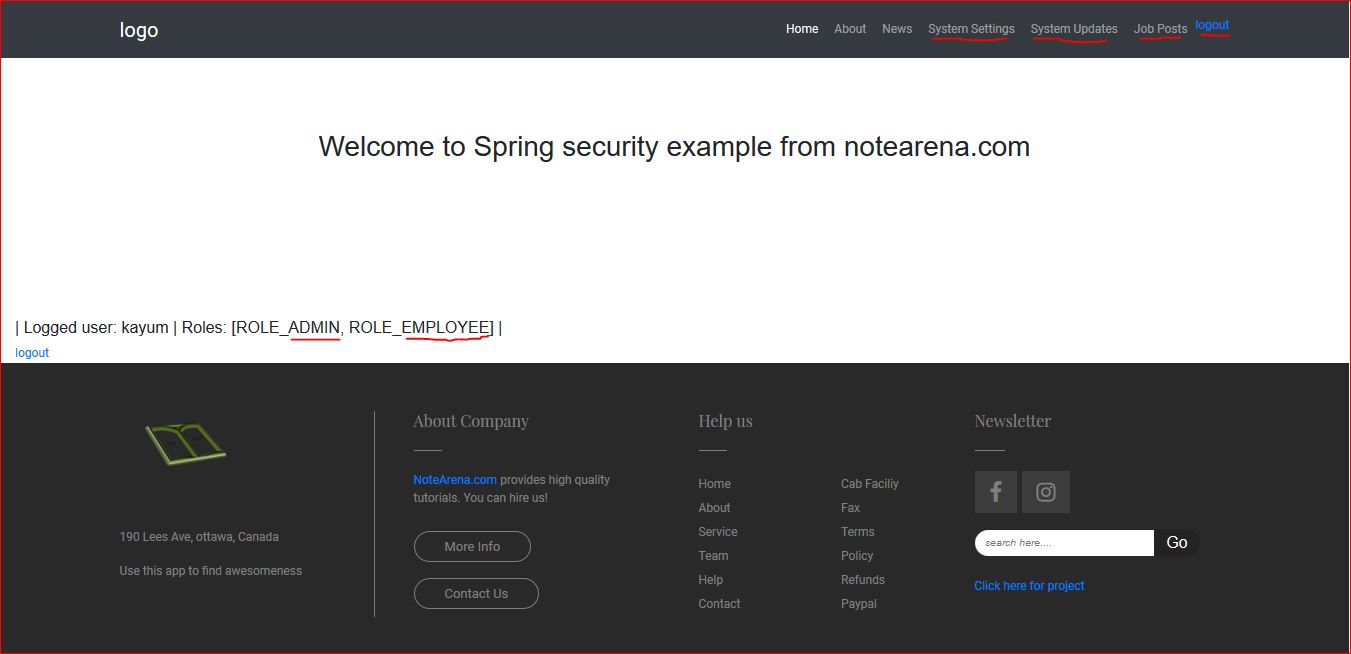 logo
Home About News System Settings System Updates Job Posts logout
Welcome to Spring security example from notearena.com
| Logged user: kayum | Roles: [ROLE_ADMIN, ROLE_EMPLOYEE] |
logout
190 Lees Ave, ottawa, Canada
Use this app to find awesomeness
About Company
NoteArena.com provides high quality
tutorials. You can hire us!
More Info
Contact Us
Help us
Home
About
Service
Team
Help
Contact
Cab Faciliy
Fax
Terms
Policy
Refunds
Paypal
Newsletter
search here....
Go
Click here for project